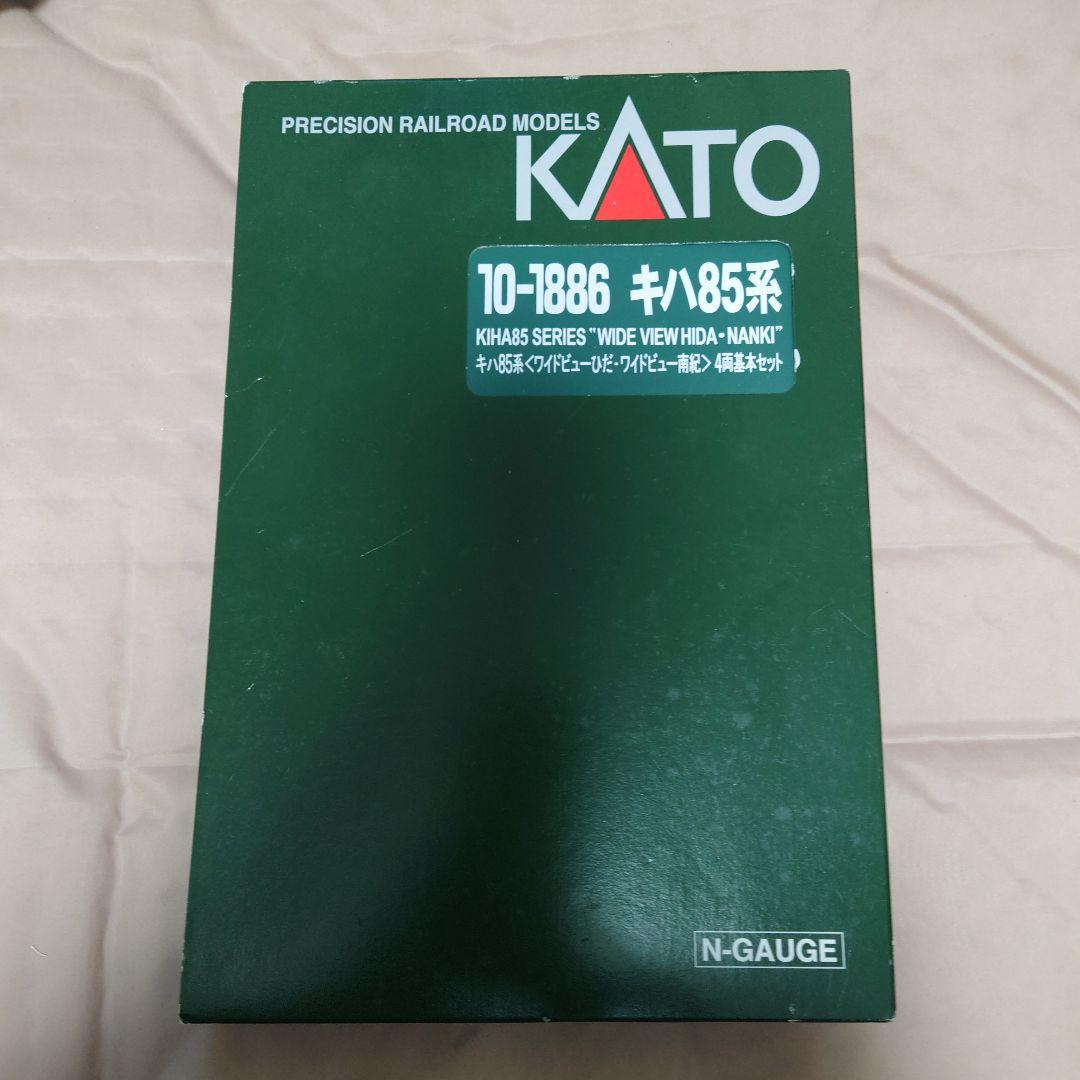 PRECISION RAILROAD MODELS
KATO
10-1886 キハ85系
KIHA85 SERIES "WIDE VIEW HIDA・NANKI"
キハ85系<ワイドビューひだ・ワイドビュー南紀> 4両基本セット
N-GAUGE